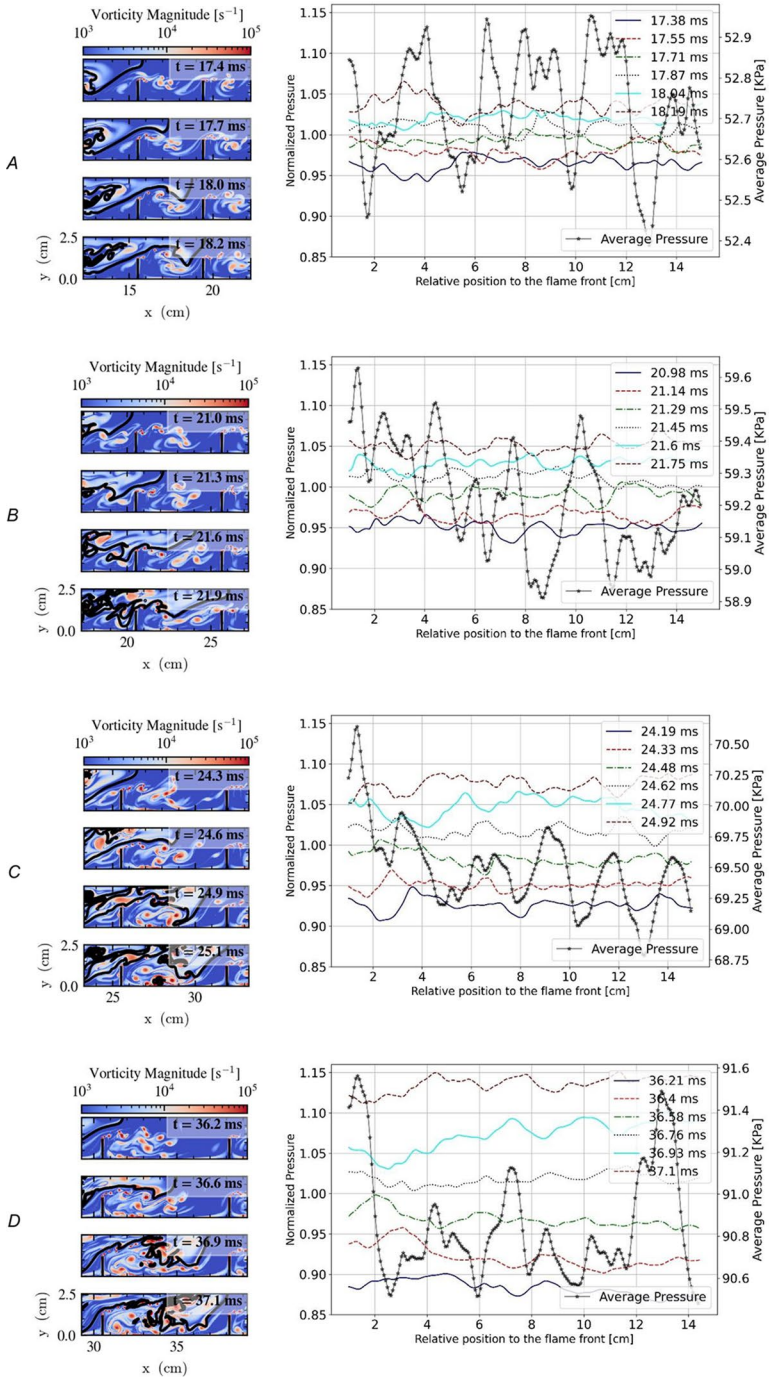 A
Vorticity Magnitude [s⁻¹]
10³ 10⁴ 10⁵
t = 17.4 ms
t = 17.7 ms
t = 18.0 ms
t = 18.2 ms
y (cm)
2.5
0.0
15 20
x (cm)
Normalized Pressure
1.15
1.10
1.05
1.00
0.95
0.90
0.85
2 4 6 8 10 12 14
Relative position to the flame front [cm]
17.38 ms
17.55 ms
17.71 ms
17.87 ms
18.04 ms
18.19 ms
Average Pressure
52.9
52.8
52.7
52.6
52.5
52.4
Average Pressure [KPa]
B
Vorticity Magnitude [s⁻¹]
10³ 10⁴ 10⁵
t = 21.0 ms
t = 21.3 ms
t = 21.6 ms
t = 21.9 ms
y (cm)
2.5
0.0
20 25
x (cm)
Normalized Pressure
1.15
1.10
1.05
1.00
0.95
0.90
0.85
2 4 6 8 10 12 14
Relative position to the flame front [cm]
20.98 ms
21.14 ms
21.29 ms
21.45 ms
21.6 ms
21.75 ms
Average Pressure
59.6
59.5
59.4
59.3
59.2
59.1
59.0
58.9
Average Pressure [KPa]
C
Vorticity Magnitude [s⁻¹]
10³ 10⁴ 10⁵
t = 24.3 ms
t = 24.6 ms
t = 24.9 ms
t = 25.1 ms
y (cm)
2.5
0.0
25 30
x (cm)
Normalized Pressure
1.15
1.10
1.05
1.00
0.95
0.90
0.85
2 4 6 8 10 12 14
Relative position to the flame front [cm]
24.19 ms
24.33 ms
24.48 ms
24.62 ms
24.77 ms
24.92 ms
Average Pressure
70.50
70.25
70.00
69.75
69.50
69.25
69.00
68.75
Average Pressure [KPa]
D
Vorticity Magnitude [s⁻¹]
10³ 10⁴ 10⁵
t = 36.2 ms
t = 36.6 ms
t = 36.9 ms
t = 37.1 ms
y (cm)
2.5
0.0
30 35
x (cm)
Normalized Pressure
1.15
1.10
1.05
1.00
0.95
0.90
0.85
2 4 6 8 10 12 14
Relative position to the flame front [cm]
36.21 ms
36.4 ms
36.58 ms
36.76 ms
36.93 ms
37.1 ms
Average Pressure
91.6
91.4
91.2
91.0
90.8
90.6
Average Pressure [KPa]